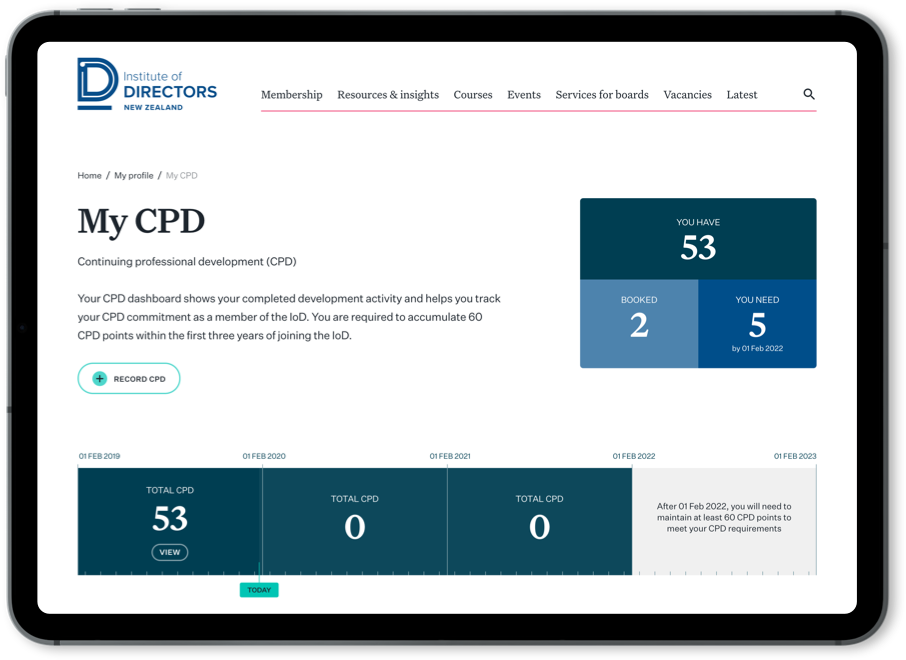 Institute of
DIRECTORS
NEW ZEALAND
Membership Resources & insights Courses Events Services for boards Vacancies Latest
Home / My profile / My CPD
My CPD
Continuing professional development (CPD)
Your CPD dashboard shows your completed development activity and helps you track
your CPD commitment as a member of the IoD. You are required to accumulate 60
CPD points within the first three years of joining the IoD.
+ RECORD CPD
YOU HAVE
53
BOOKED
2
YOU NEED
5
by 01 Feb 2022
01 FEB 2019 01 FEB 2020 01 FEB 2021 01 FEB 2022 01 FEB 2023
TOTAL CPD
53
VIEW
TOTAL CPD
0
TOTAL CPD
0
After 01 Feb 2022, you will need to
maintain at least 60 CPD points to
meet your CPD requirements
TODAY